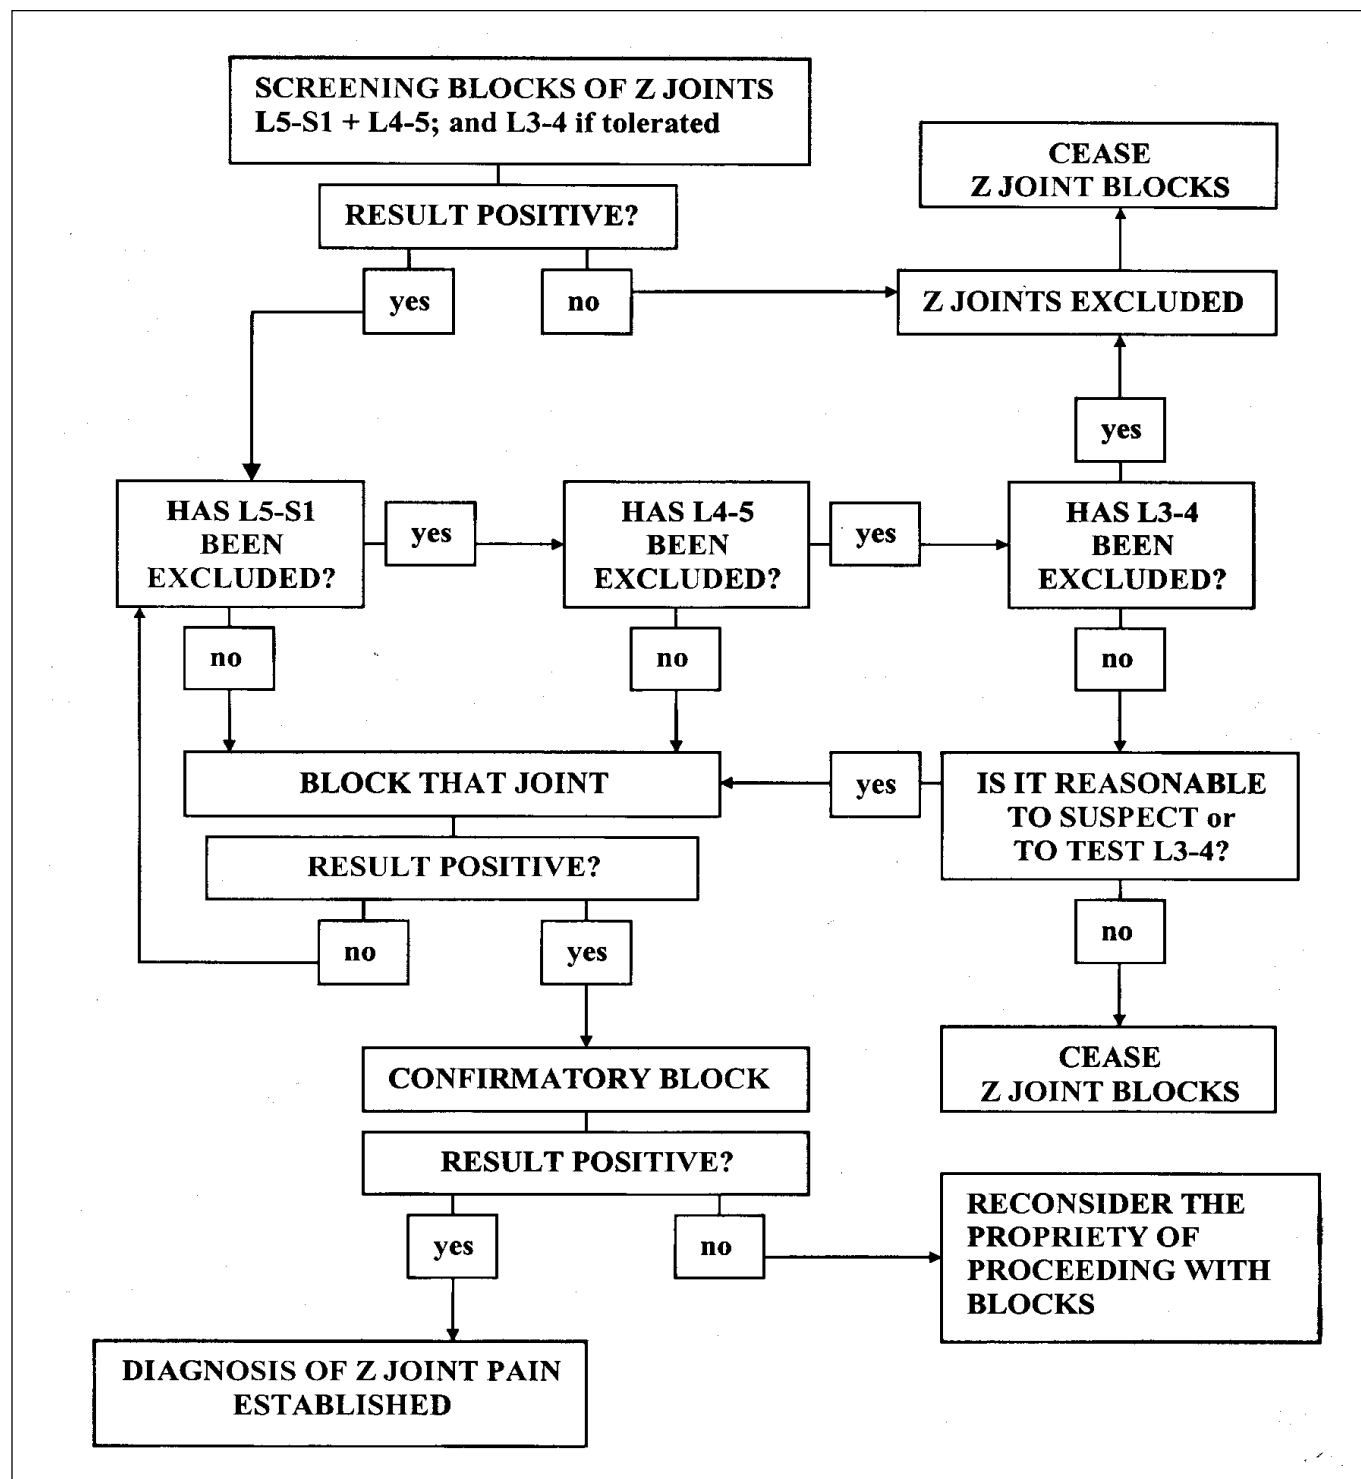 SCREENING BLOCKS OF Z JOINTS
L5-S1 + L4-5; and L3-4 if tolerated
CEASE
Z JOINT BLOCKS
RESULT POSITIVE?
yes
no
Z JOINTS EXCLUDED
yes
HAS L5-S1
BEEN
EXCLUDED?
yes
HAS L4-5
BEEN
EXCLUDED?
yes
HAS L3-4
BEEN
EXCLUDED?
no
no
no
BLOCK THAT JOINT
yes
IS IT REASONABLE
TO SUSPECT or
TO TEST L3-4?
RESULT POSITIVE?
no
yes
no
CONFIRMATORY BLOCK
CEASE
Z JOINT BLOCKS
RESULT POSITIVE?
yes
no
RECONSIDER THE
PROPRIETY OF
PROCEEDING WITH
BLOCKS
DIAGNOSIS OF Z JOINT PAIN
ESTABLISHED